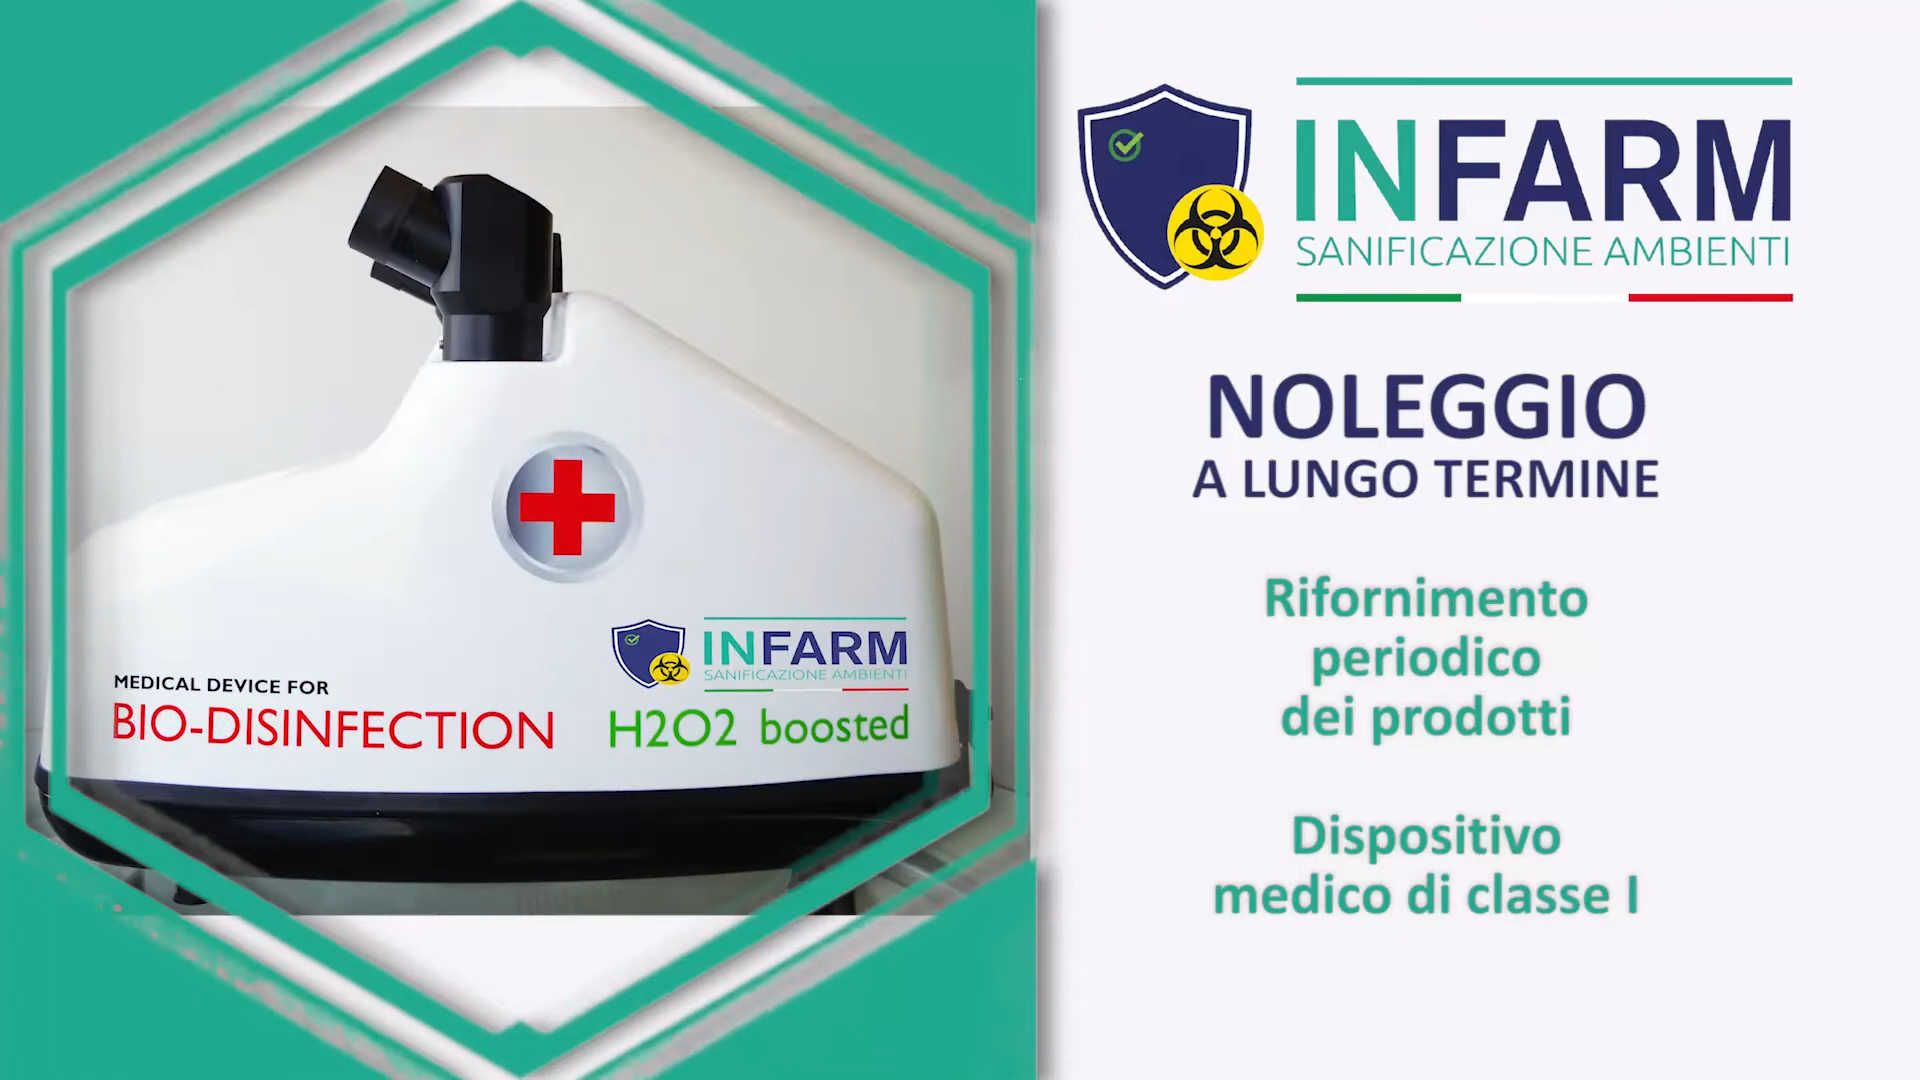 MEDICAL DEVICE FOR
BIO-DISINFECTION
INFARM
SANIFICAZIONE AMBIENTI
H2O2 boosted
INFARM
SANIFICAZIONE AMBIENTI
NOLEGGIO
A LUNGO TERMINE
Rifornimento
periodico
dei prodotti
Dispositivo
medico di classe I